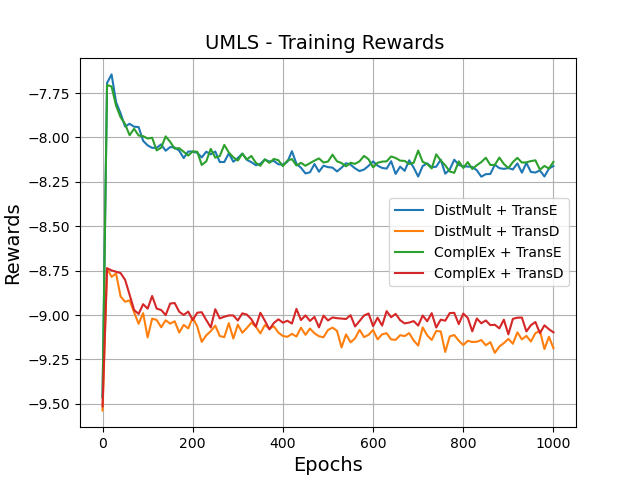 UMLS - Training Rewards
Rewards
−7.75
−8.00
−8.25
−8.50
−8.75
−9.00
−9.25
−9.50
DistMult + TransE
DistMult + TransD
ComplEx + TransE
ComplEx + TransD
0 200 400 600 800 1000
Epochs